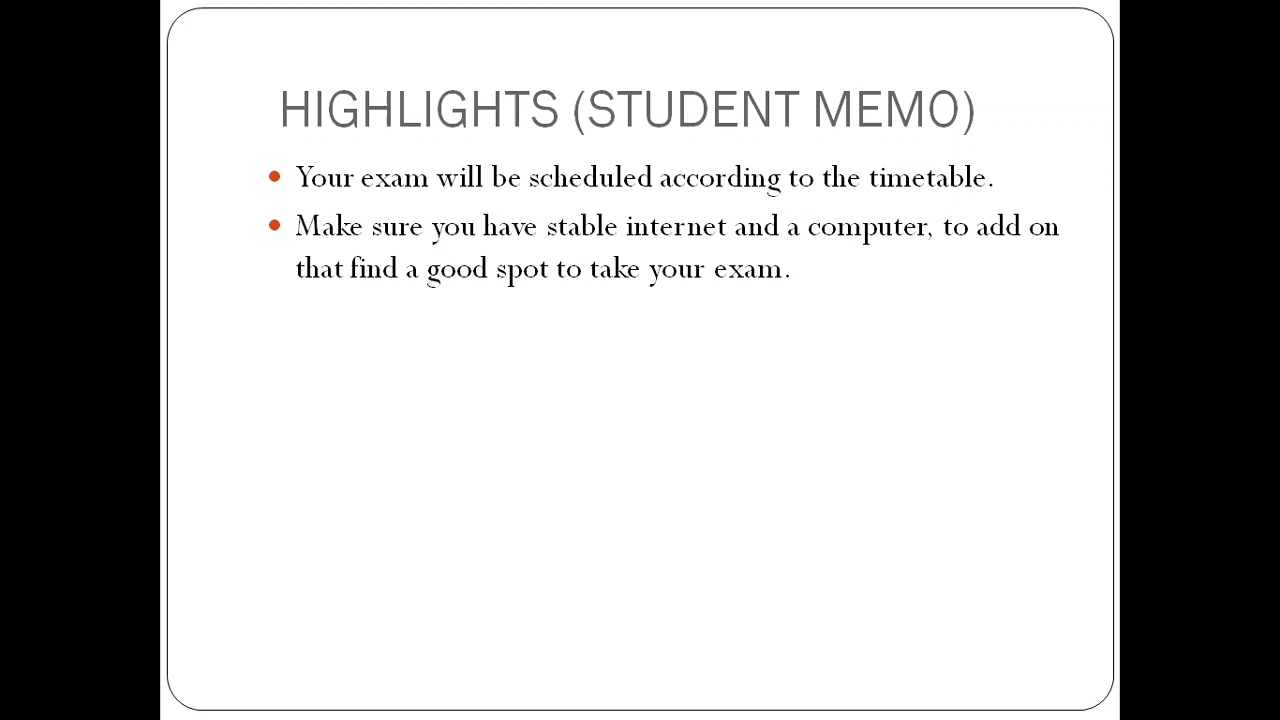 HIGHLIGHTS (STUDENT MEMO)
• Your exam will be scheduled according to the timetable.
• Make sure you have stable internet and a computer, to add on
that find a good spot to take your exam.